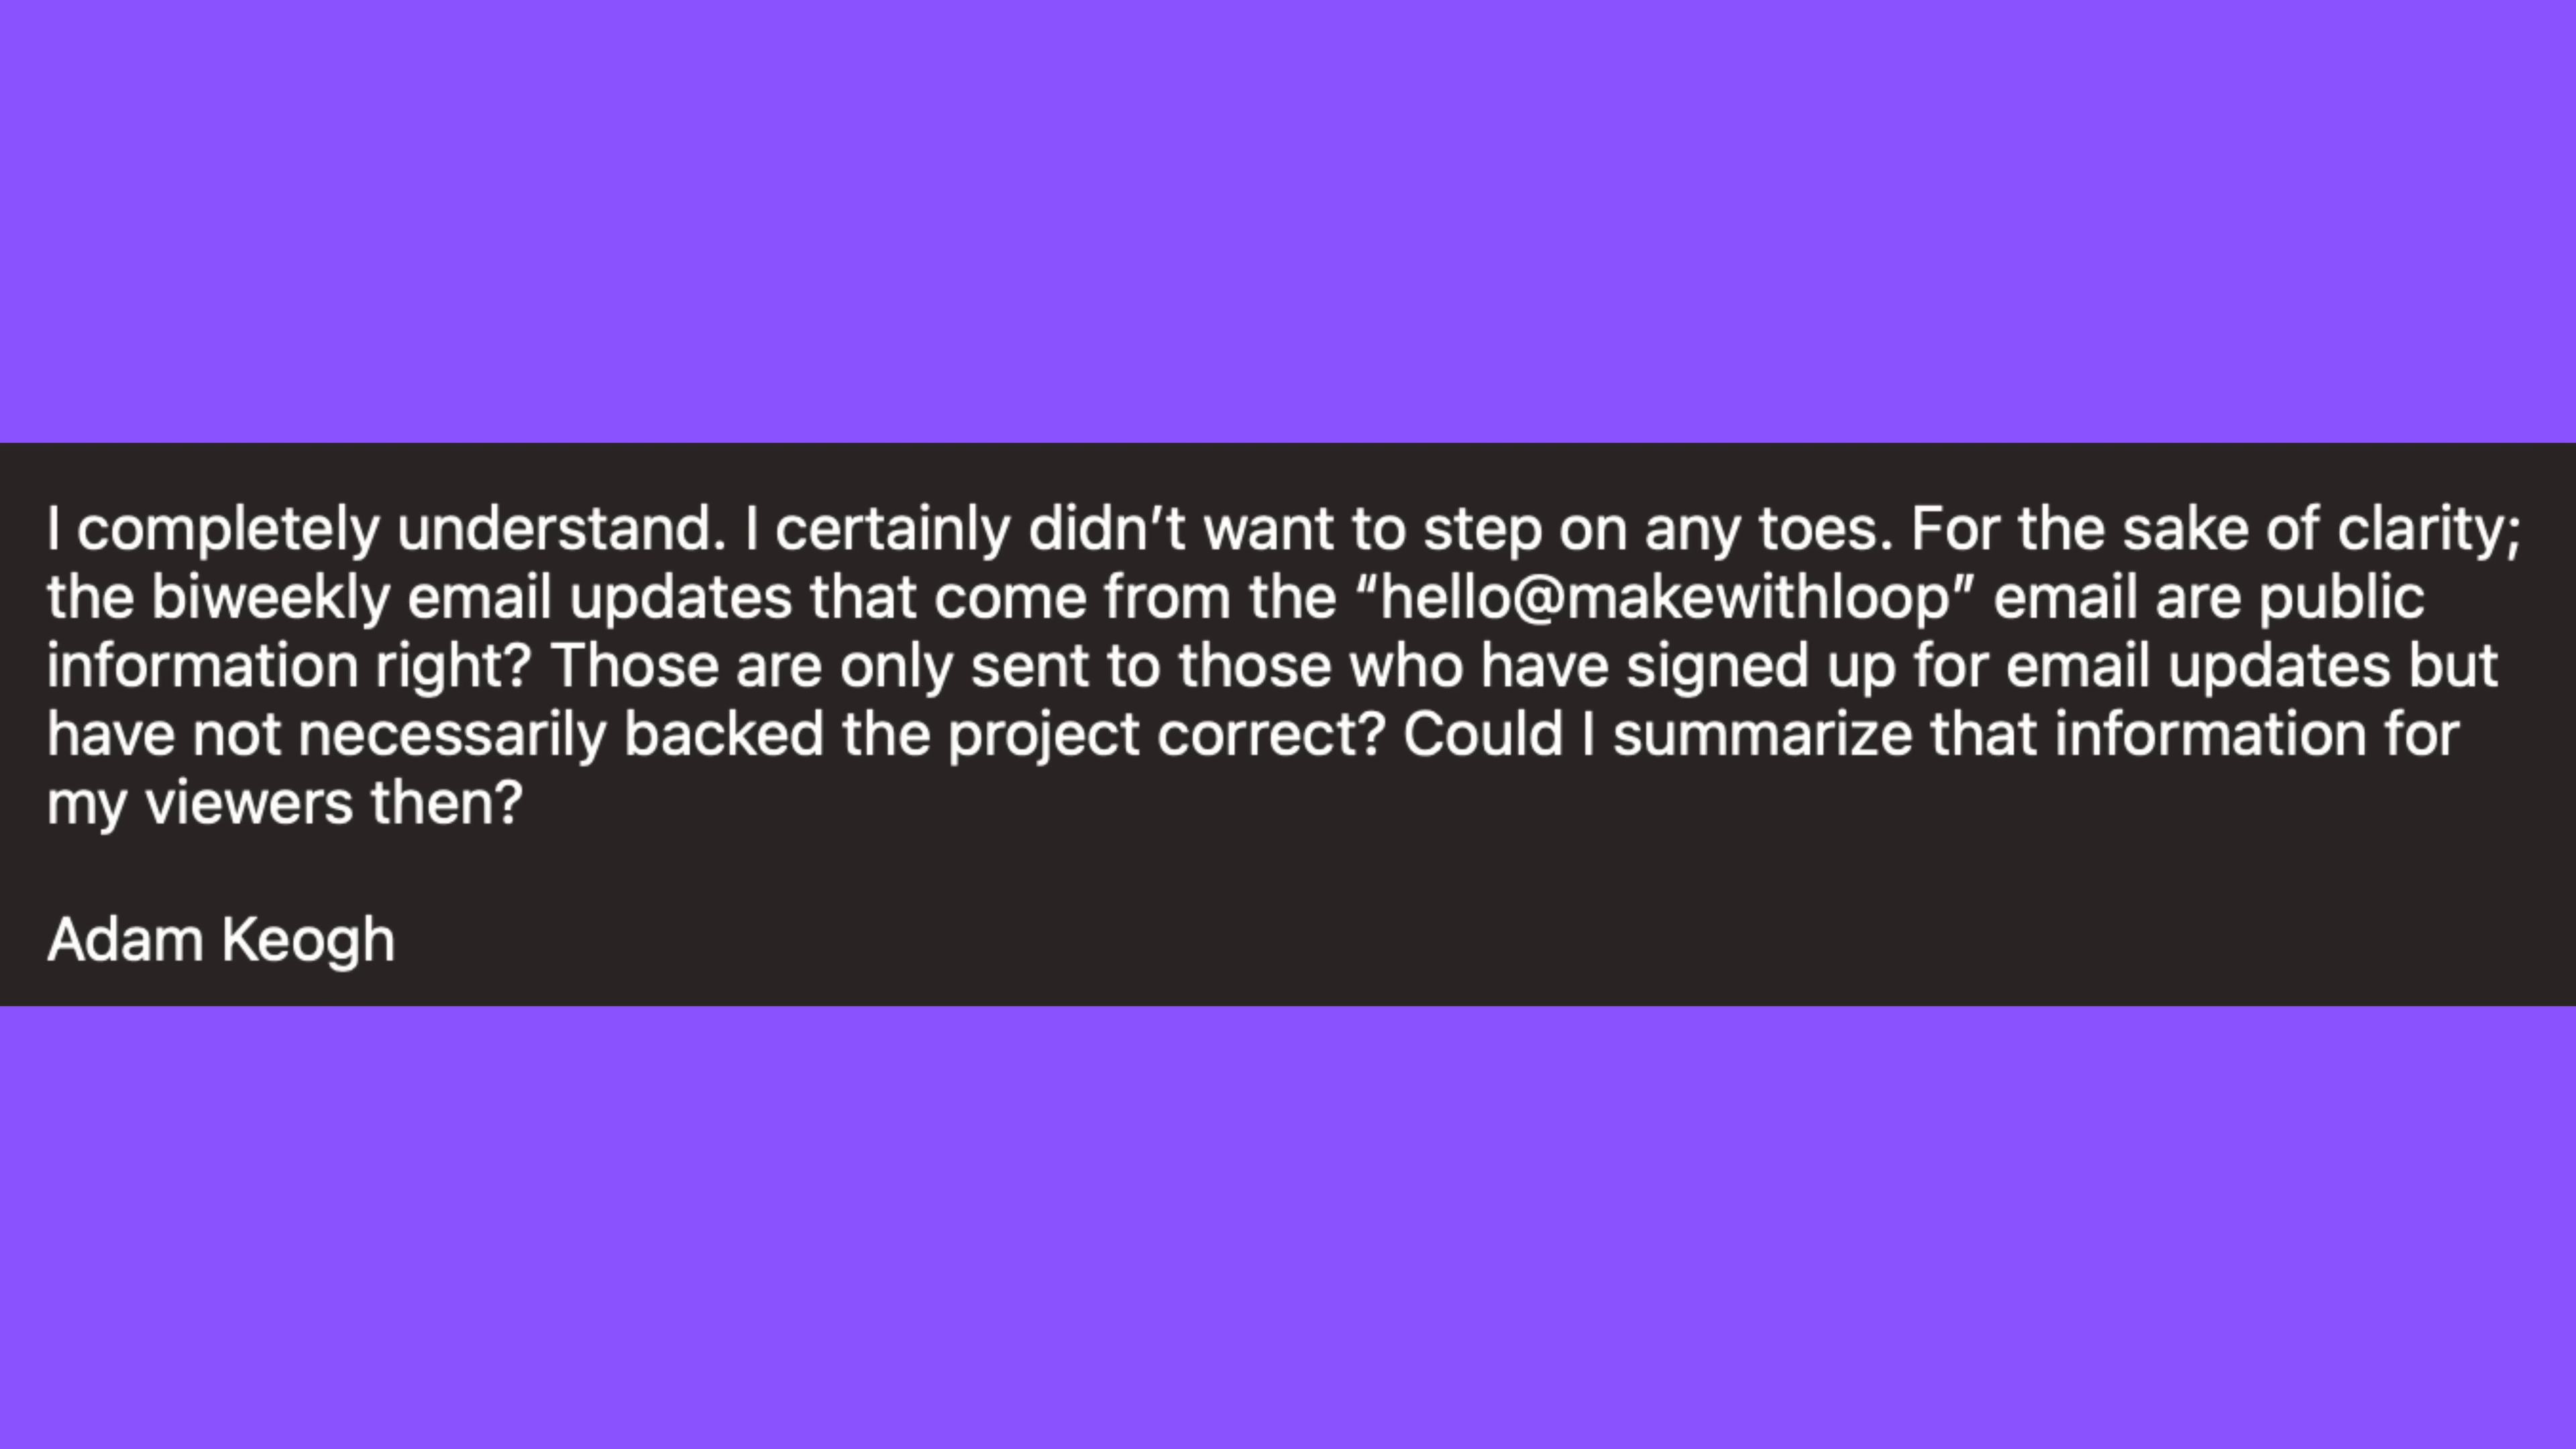 I completely understand. I certainly didn’t want to step on any toes. For the sake of clarity;
the biweekly email updates that come from the “hello@makewithloop” email are public
information right? Those are only sent to those who have signed up for email updates but
have not necessarily backed the project correct? Could I summarize that information for
my viewers then?
Adam Keogh